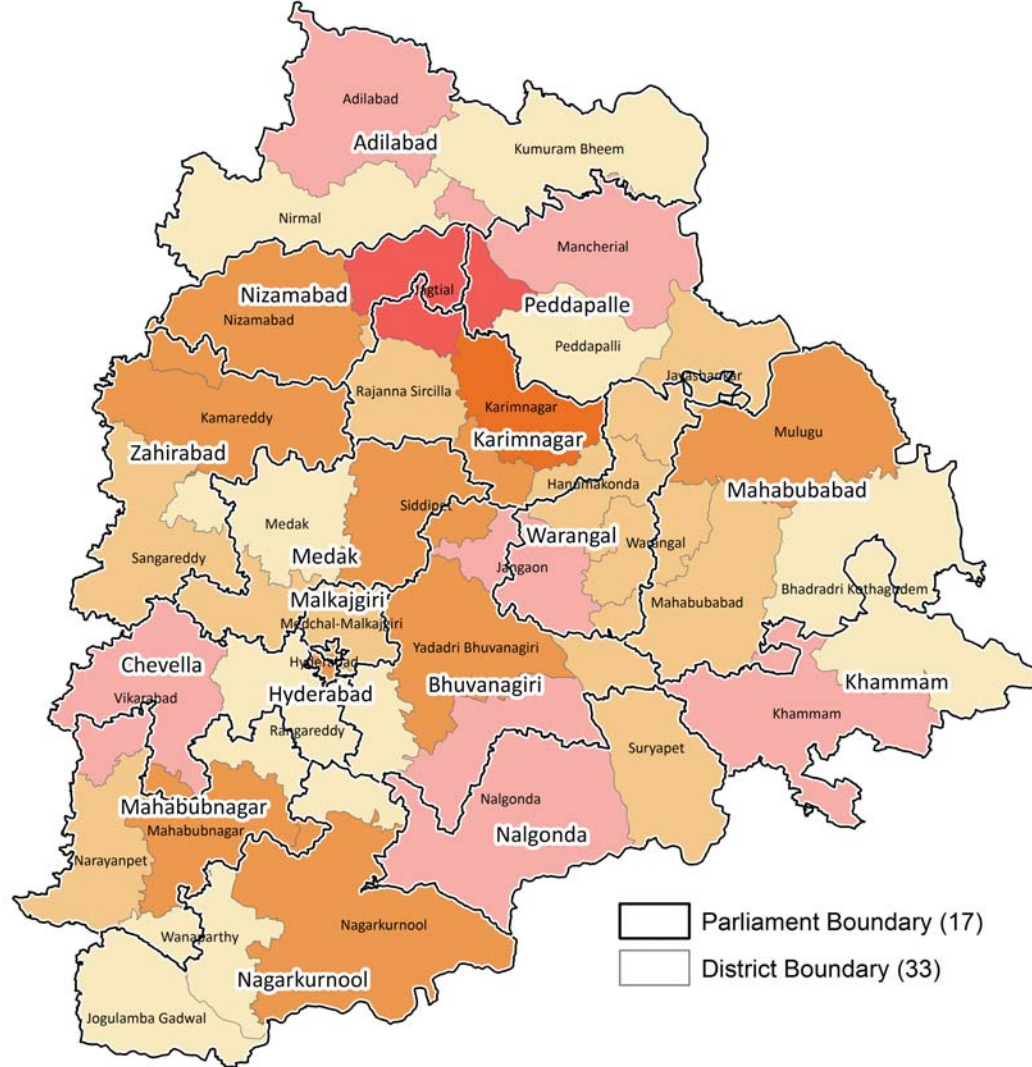 Adilabad
Adilabad
Kumuram Bheem
Nirmal
Mancherial
Nizamabad
Nizamabad
Jagtial
Peddapalle
Peddapalli
Jayashankar
Rajanna Sircilla
Karimnagar
Karimnagar
Kamareddy
Zahirabad
Mulugu
Mahabubabad
Hanumakonda
Siddipet
Medak
Medak
Warangal
Warangal
Sangareddy
Jangaon
Bhadradri Kothagudem
Mahabubabad
Malkajgiri
Medchal-Malkajgiri
Yadadri Bhuvanagiri
Bhuvanagiri
Hyderabad
Hyderabad
Chevella
Vikarabad
Khammam
Khammam
Rangareddy
Suryapet
Nalgonda
Nalgonda
Mahabubnagar
Mahabubnagar
Narayanpet
Nagarkurnool
Wanaparthy
Nagarkurnool
Jogulamba Gadwal
Parliament Boundary (17)
District Boundary (33)